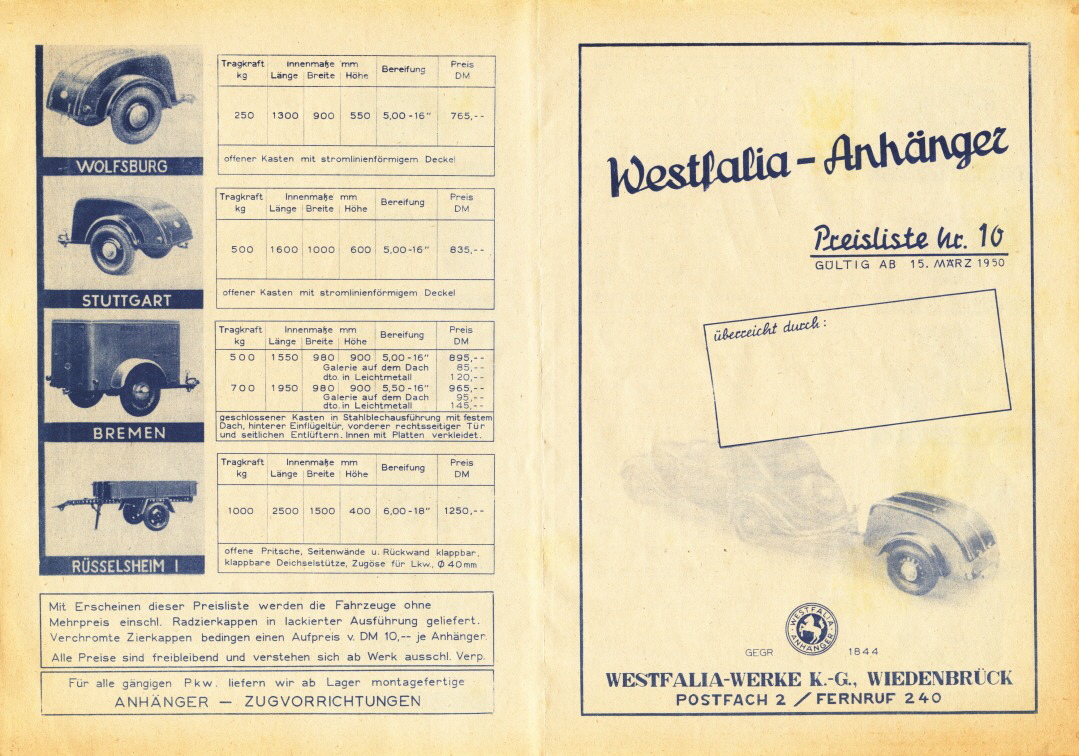 WOLFSBURG
Tragkraft kg Innenmaße mm Länge Breite Höhe Bereifung Preis DM
250 1300 900 550 5,00-16" 765,--
offener Kasten mit stromlinienförmigem Deckel
STUTTGART
Tragkraft kg Innenmaße mm Länge Breite Höhe Bereifung Preis DM
500 1600 1000 600 5,00-16" 835,--
offener Kasten mit stromlinienförmigem Deckel
BREMEN
Tragkraft kg Innenmaße mm Länge Breite Höhe Bereifung Preis DM
500 1550 980 900 5,00-16" 895,--
Galerie auf dem Dach 85,--
dto. in Leichtmetall 120,--
700 1950 980 900 5,50-16" 965,--
Galerie auf dem Dach 95,--
dto. in Leichtmetall 145,--
geschlossener Kasten in Stahlblechausführung mit festem
Dach, hinterer Einflügeltür, vorderer rechtsseitiger Tür
und seitlichen Entlüftern. Innen mit Platten verkleidet.
RÜSSELSHEIM I
Tragkraft kg Innenmaße mm Länge Breite Höhe Bereifung Preis DM
1000 2500 1500 400 6,00-18" 1250,--
offene Pritsche, Seitenwände u. Rückwand klappbar,
klappbare Deichselstütze, Zugöse für Lkw., Ø 40 mm
Mit Erscheinen dieser Preisliste werden die Fahrzeuge ohne
Mehrpreis einschl. Radzierkappen in lackierter Ausführung geliefert.
Verchromte Zierkappen bedingen einen Aufpreis v. DM 10,-- je Anhänger.
Alle Preise sind freibleibend und verstehen sich ab Werk ausschl. Verp.
Für alle gängigen Pkw. liefern wir ab Lager montagefertige
ANHÄNGER — ZUGVORRICHTUNGEN
Westfalia-Anhänger
Preisliste Nr. 10
GÜLTIG AB 15. MÄRZ 1950
überreicht durch:
WESTFALIA
ANHÄNGER
GEGR 1844
WESTFALIA-WERKE K.-G., WIEDENBRÜCK
POSTFACH 2 / FERNRUF 240